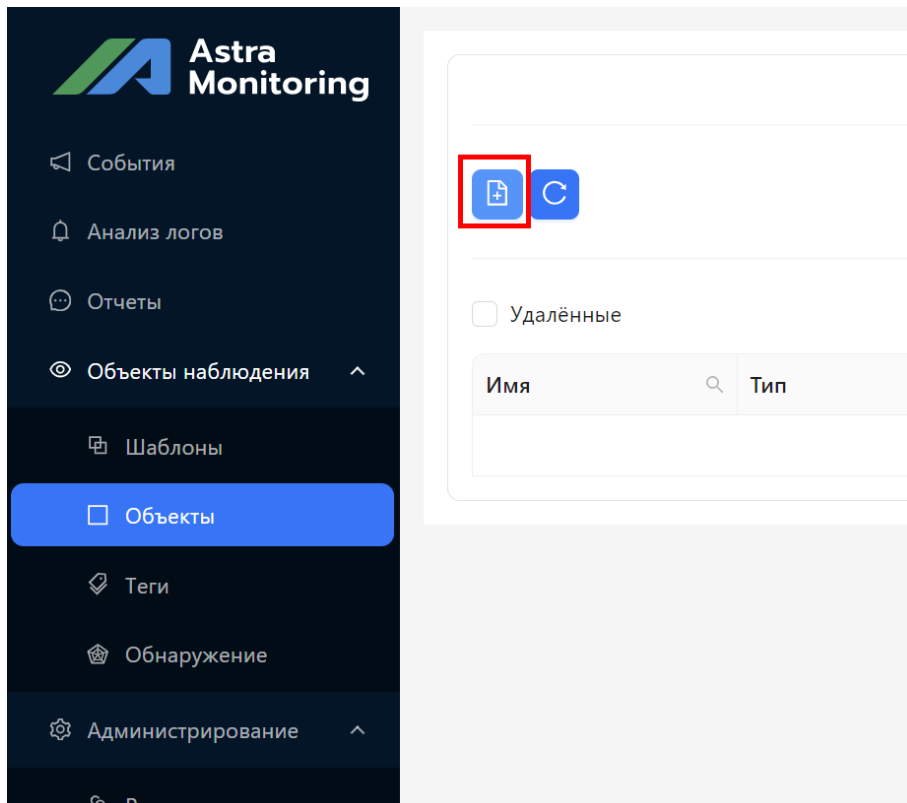 Astra
Monitoring
События
Анализ логов
Отчеты
Удалённые
Объекты наблюдения
Имя
Тип
Шаблоны
Объекты
Теги
Обнаружение
Администрирование